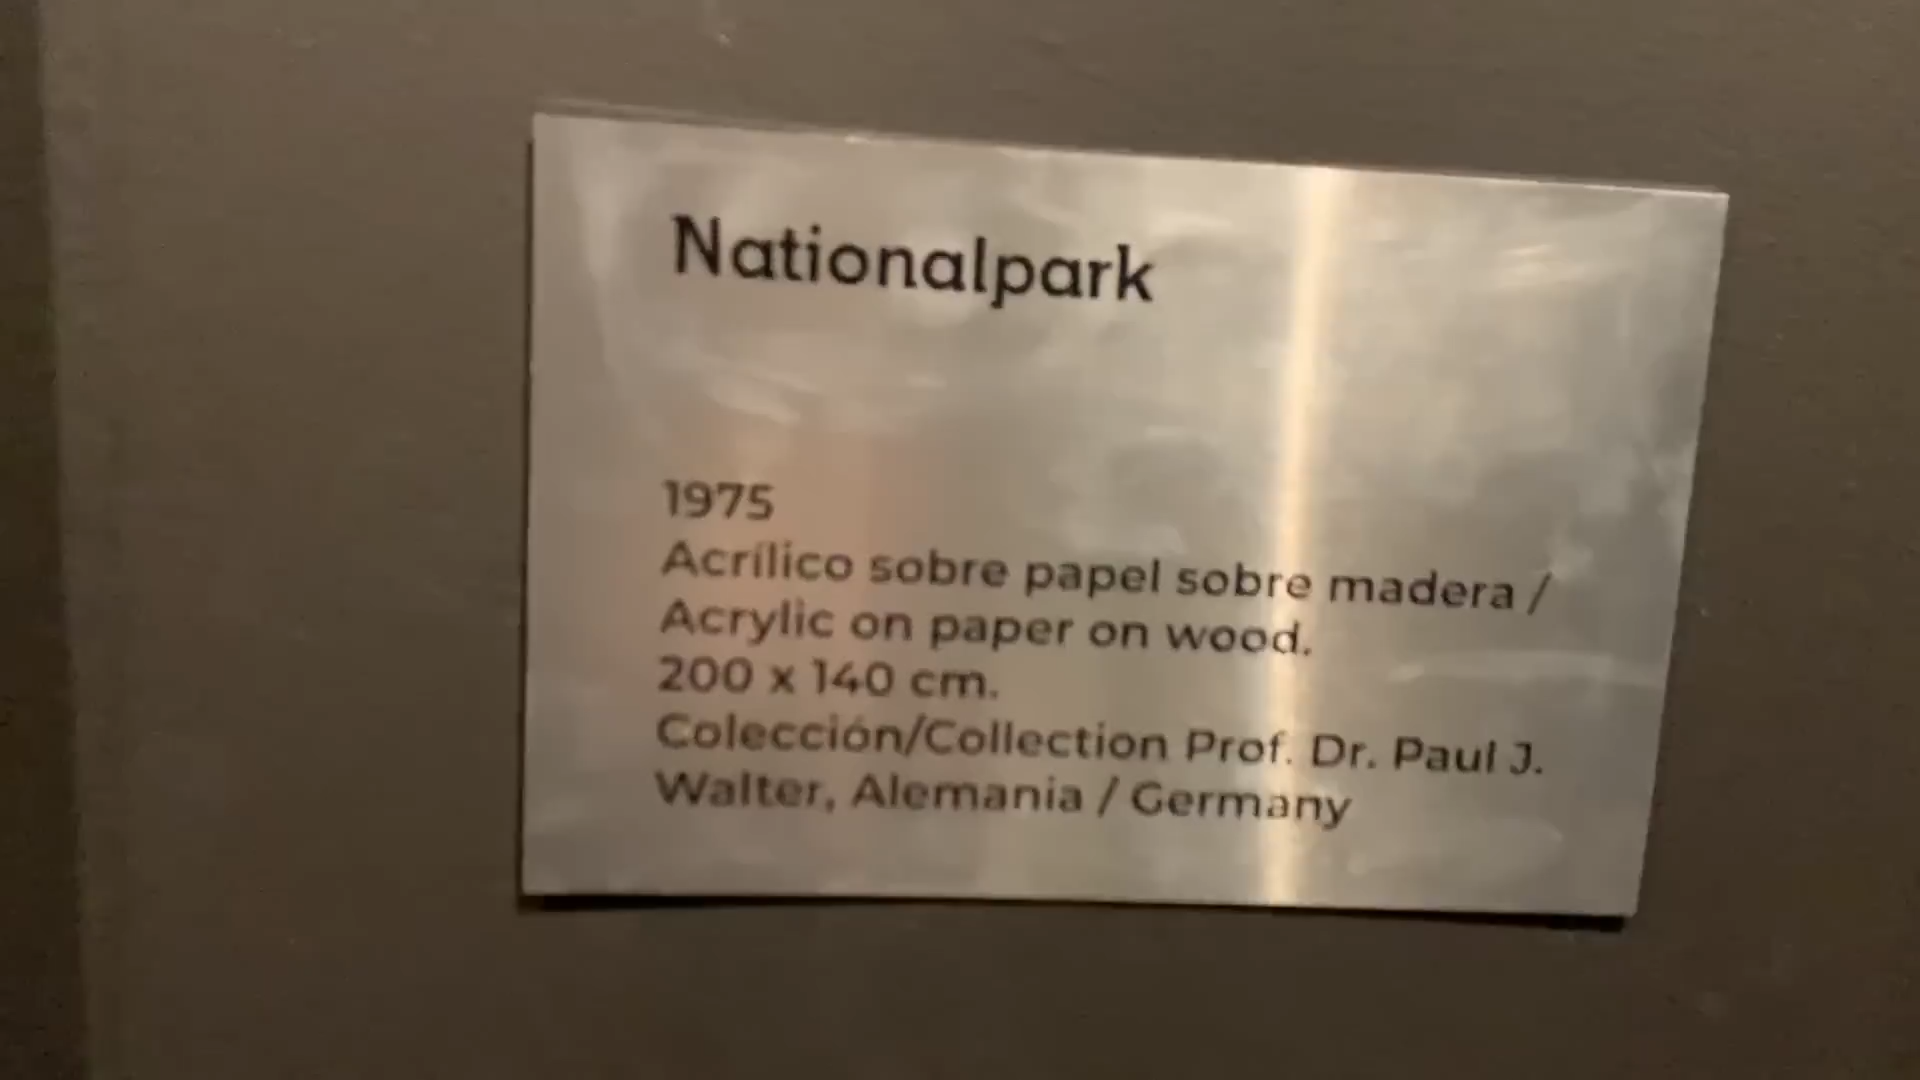 Nationalpark
1975
Acrílico sobre papel sobre madera /
Acrylic on paper on wood.
200 x 140 cm.
Colección/Collection Prof. Dr. Paul J.
Walter, Alemania / Germany